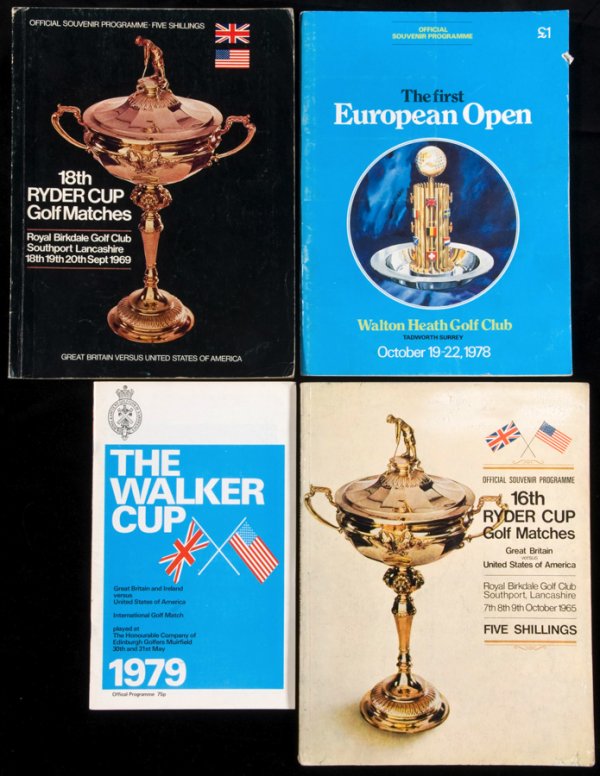 OFFICIAL SOUVENIR PROGRAMME · FIVE SHILLINGS
18th
RYDER CUP
Golf Matches
Royal Birkdale Golf Club
Southport Lancashire
18th 19th 20th Sept 1969
GREAT BRITAIN VERSUS UNITED STATES OF AMERICA
OFFICIAL
SOUVENIR PROGRAMME
£1
The first
European Open
Walton Heath Golf Club
TADWORTH SURREY
October 19-22, 1978
THE
WALKER
CUP
Great Britain and Ireland
versus
United States of America
International Golf Match
played at
The Honourable Company of
Edinburgh Golfers Muirfield
30th and 31st May
1979
Official Programme 75p
OFFICIAL SOUVENIR PROGRAMME
16th
RYDER CUP
Golf Matches
Great Britain
versus
United States of America
Royal Birkdale Golf Club
Southport, Lancashire
7th 8th 9th October 1965
FIVE SHILLINGS